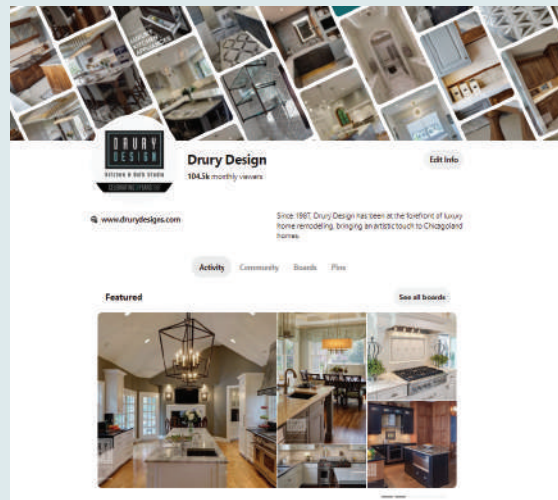 DRURY
DESIGN
Kitchen & Bath Studio
Drury Design
104.5k monthly viewers
Edit Info
www.drurydesigns.com
Since 1987, Drury Design has been at the forefront of luxury
home remodeling, bringing an artistic touch to Chicagoland
homes.
Activity
Community
Boards
Pins
Featured
See all boards